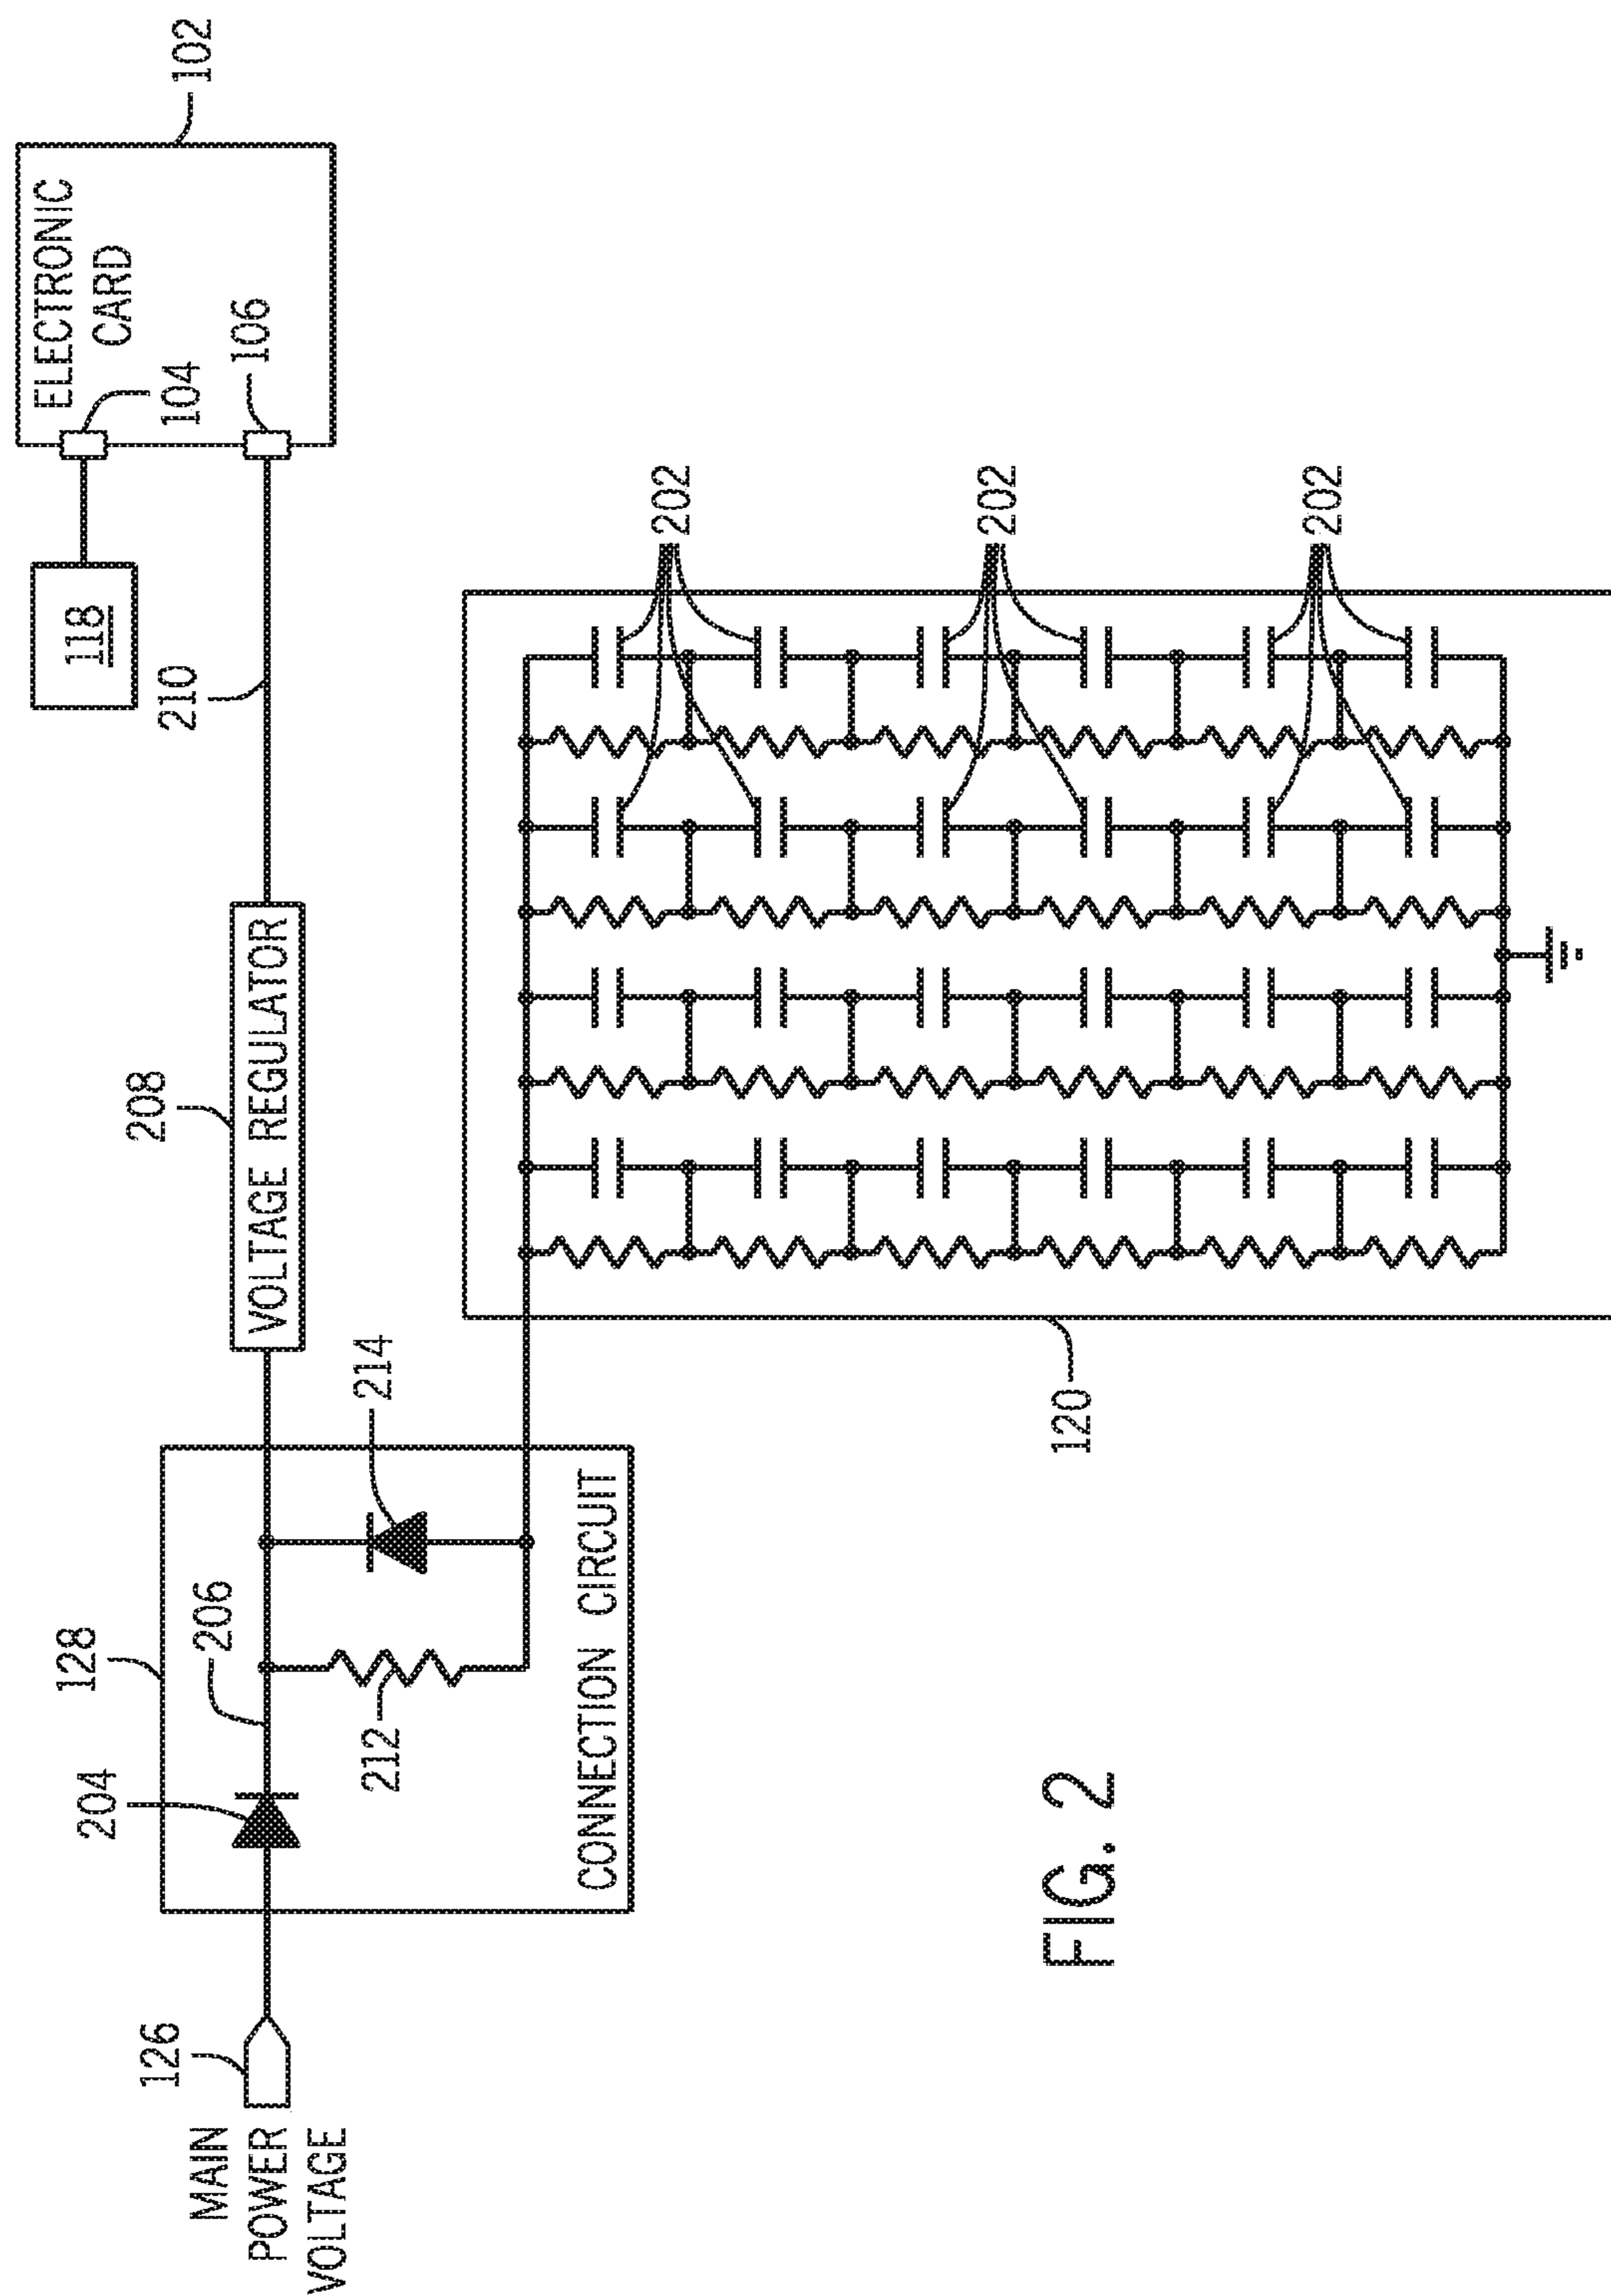 MAIN
POWER
VOLTAGE
126
128
204
206
212
214
CONNECTION CIRCUIT
208
VOLTAGE REGULATOR
210
118
ELECTRONIC
CARD
104
106
102
120
202
202
202
FIG. 2